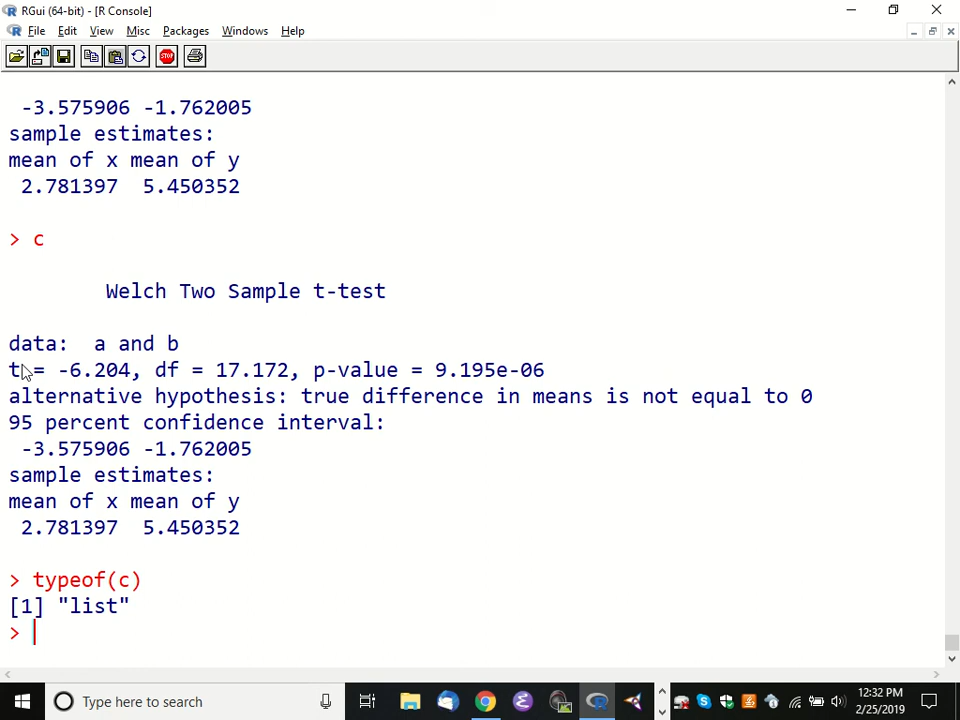 RGui (64-bit) - [R Console]
File Edit View Misc Packages Windows Help
STOP
-3.575906 -1.762005
sample estimates:
mean of x mean of y
2.781397 5.450352
> c
Welch Two Sample t-test
data: a and b
t = -6.204, df = 17.172, p-value = 9.195e-06
alternative hypothesis: true difference in means is not equal to 0
95 percent confidence interval:
-3.575906 -1.762005
sample estimates:
mean of x mean of y
2.781397 5.450352
> typeof(c)
[1] "list"
>
Type here to search
12:32 PM
2/25/2019